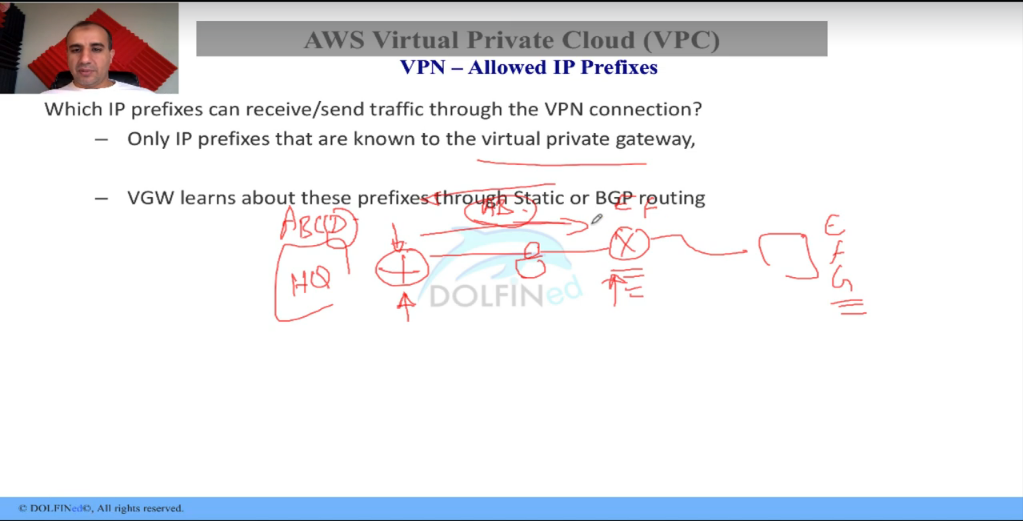 AWS Virtual Private Cloud (VPC)
VPN – Allowed IP Prefixes
Which IP prefixes can receive/send traffic through the VPN connection?
– Only IP prefixes that are known to the virtual private gateway,
– VGW learns about these prefixes through Static or BGP routing
ABCD
AB
E F
HQ
E
F
G
DOLFINed
© DOLFINed©, All rights reserved.